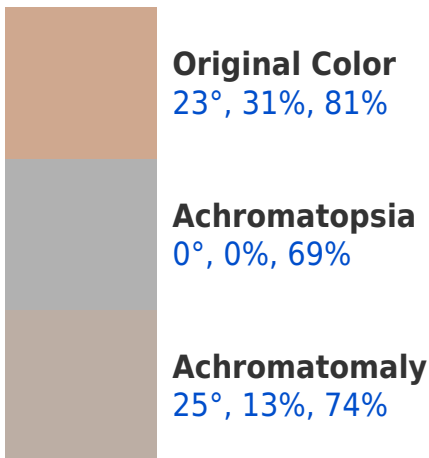 Original Color
23°, 31%, 81%
Achromatopsia
0°, 0%, 69%
Achromatomaly
25°, 13%, 74%